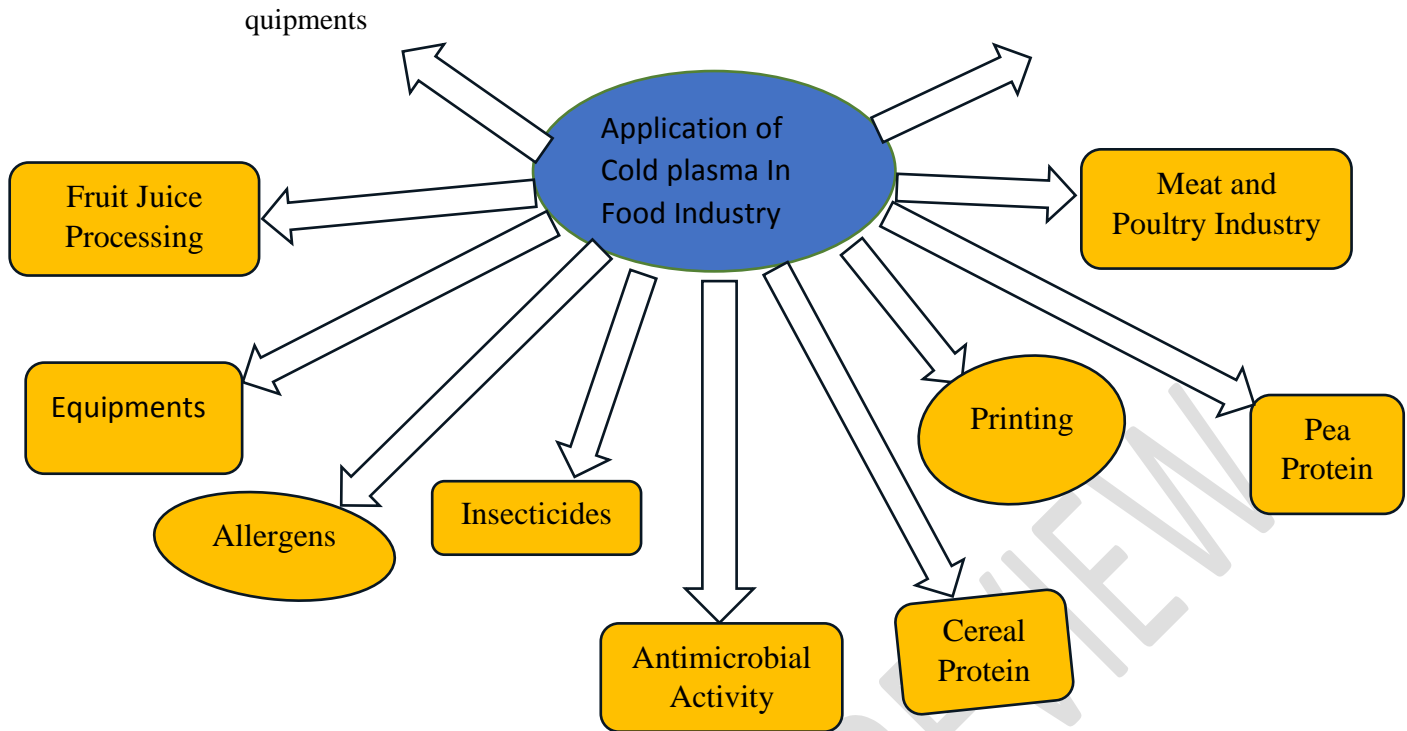 quipments
Application of
Cold plasma In
Food Industry
Fruit Juice
Processing
Meat and
Poultry Industry
Equipments
Printing
Pea
Protein
Allergens
Insecticides
Antimicrobial
Activity
Cereal
Protein